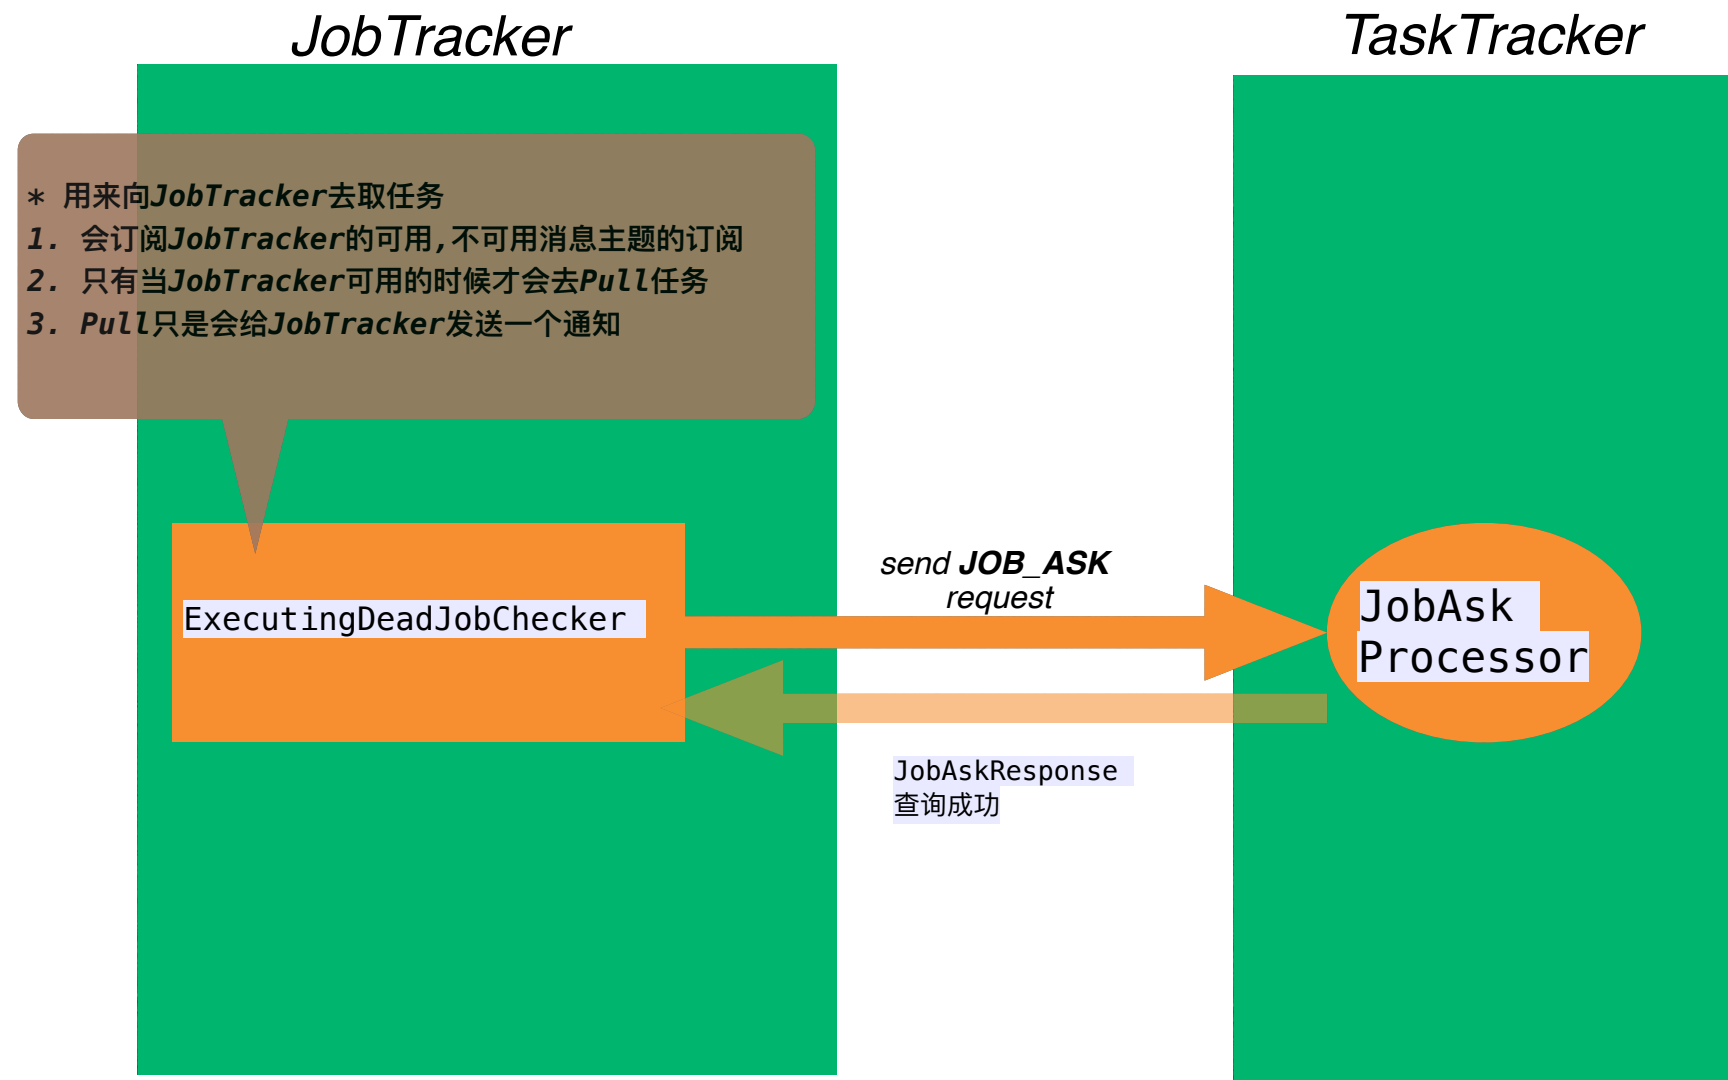 JobTracker
TaskTracker
* 用来向JobTracker去取任务
1. 会订阅JobTracker的可用,不可用消息主题的订阅
2. 只有当JobTracker可用的时候才会去Pull任务
3. Pull只是会给JobTracker发送一个通知
send JOB_ASK
request
ExecutingDeadJobChecker
JobAsk
Processor
JobAskResponse
查询成功